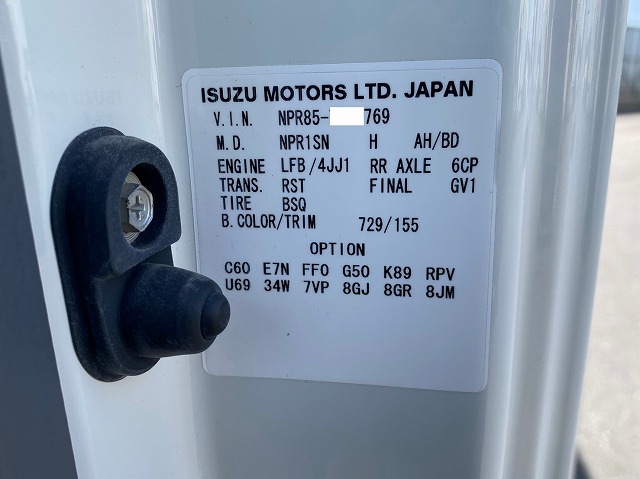 ISUZU MOTORS LTD. JAPAN
V.I.N. NPR85- 769
M.D. NPR1SN H AH/BD
ENGINE LFB/4JJ1 RR AXLE 6CP
TRANS. RST FINAL GV1
TIRE BSQ
B.COLOR/TRIM 729/155
OPTION
C60 E7N FF0 G50 K89 RPV
U69 34W 7VP 8GJ 8GR 8JM